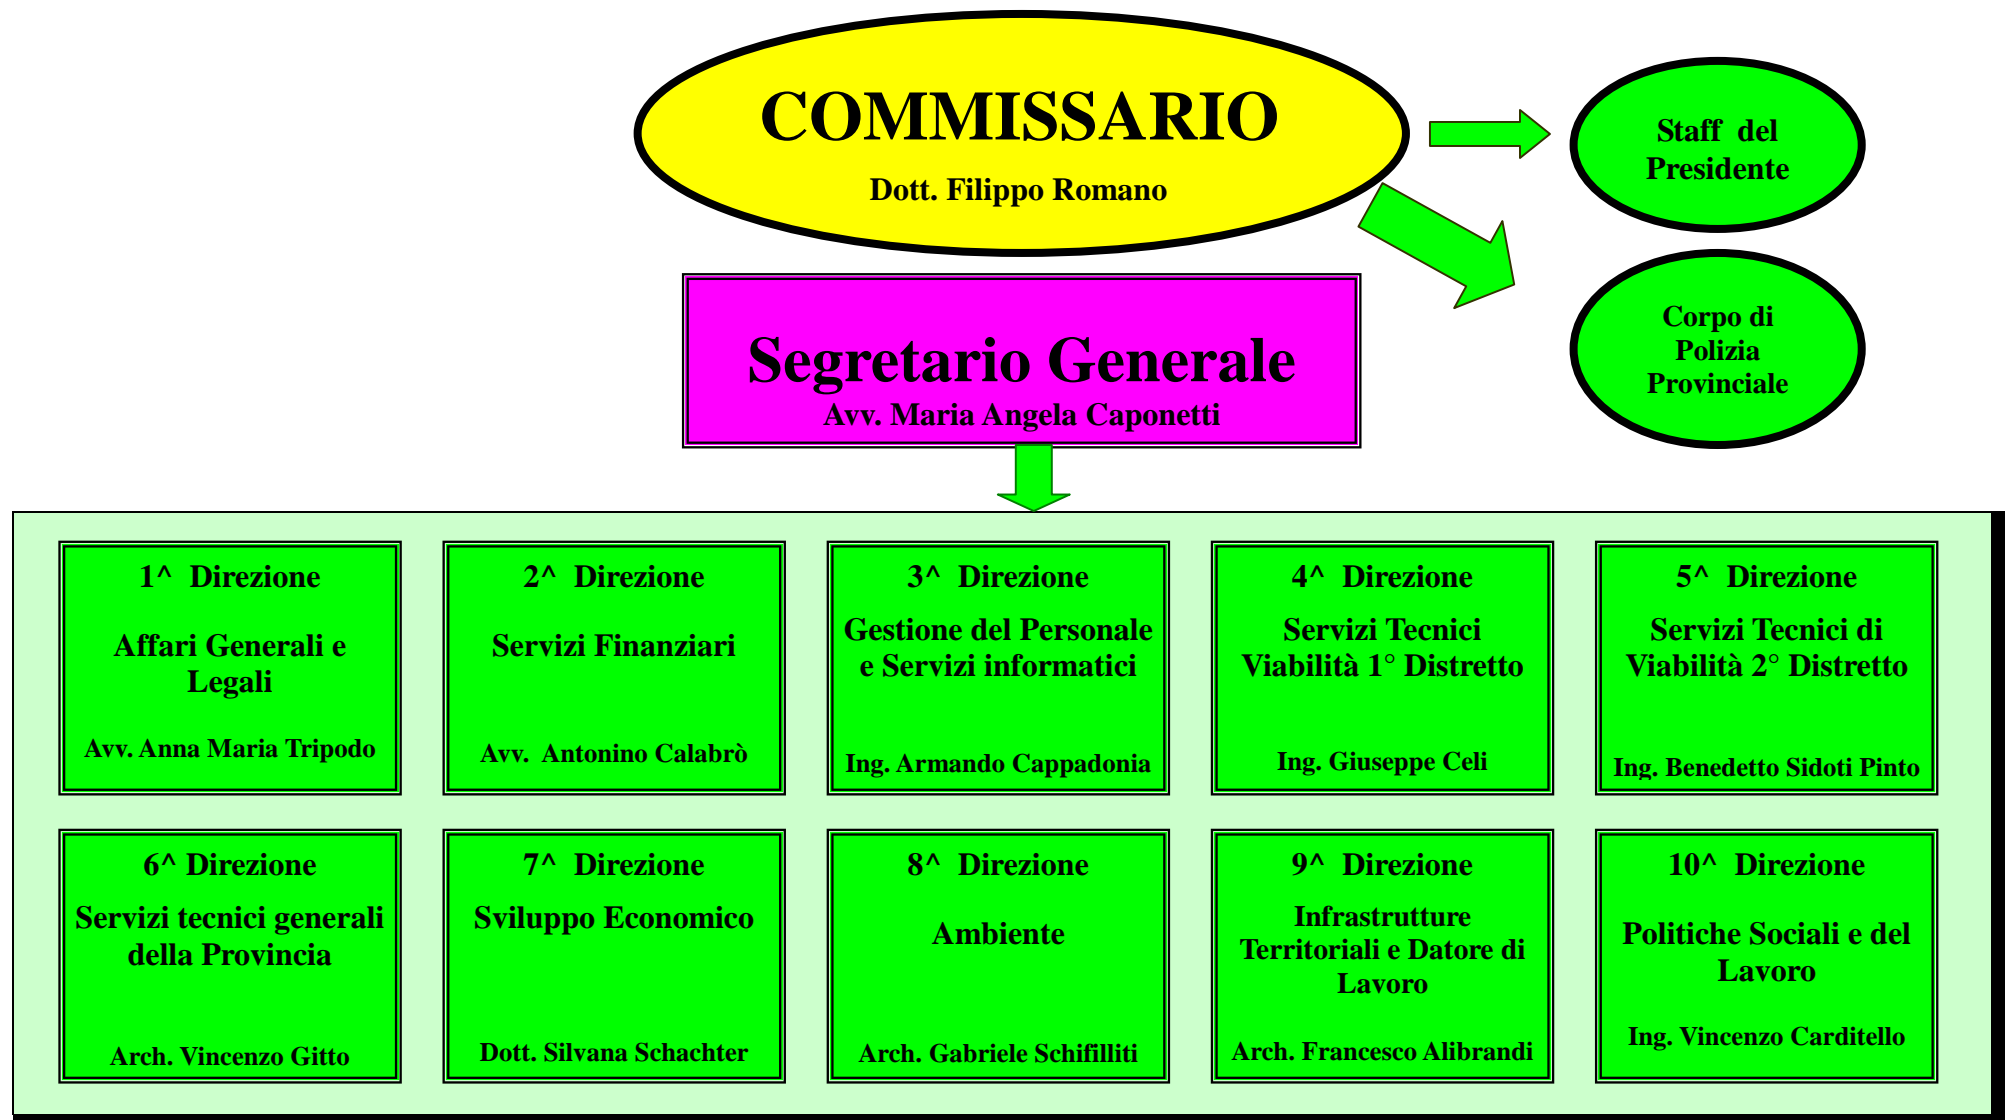 COMMISSARIO
Dott. Filippo Romano
Staff del
Presidente
Corpo di
Polizia
Provinciale
Segretario Generale
Avv. Maria Angela Caponetti
1^ Direzione
Affari Generali e
Legali
Avv. Anna Maria Tripodo
2^ Direzione
Servizi Finanziari
Avv. Antonino Calabrò
3^ Direzione
Gestione del Personale
e Servizi informatici
Ing. Armando Cappadonia
4^ Direzione
Servizi Tecnici
Viabilità 1° Distretto
Ing. Giuseppe Celi
5^ Direzione
Servizi Tecnici di
Viabilità 2° Distretto
Ing. Benedetto Sidoti Pinto
6^ Direzione
Servizi tecnici generali
della Provincia
Arch. Vincenzo Gitto
7^ Direzione
Sviluppo Economico
Dott. Silvana Schachter
8^ Direzione
Ambiente
Arch. Gabriele Schifilliti
9^ Direzione
Infrastrutture
Territoriali e Datore di
Lavoro
Arch. Francesco Alibrandi
10^ Direzione
Politiche Sociali e del
Lavoro
Ing. Vincenzo Carditello